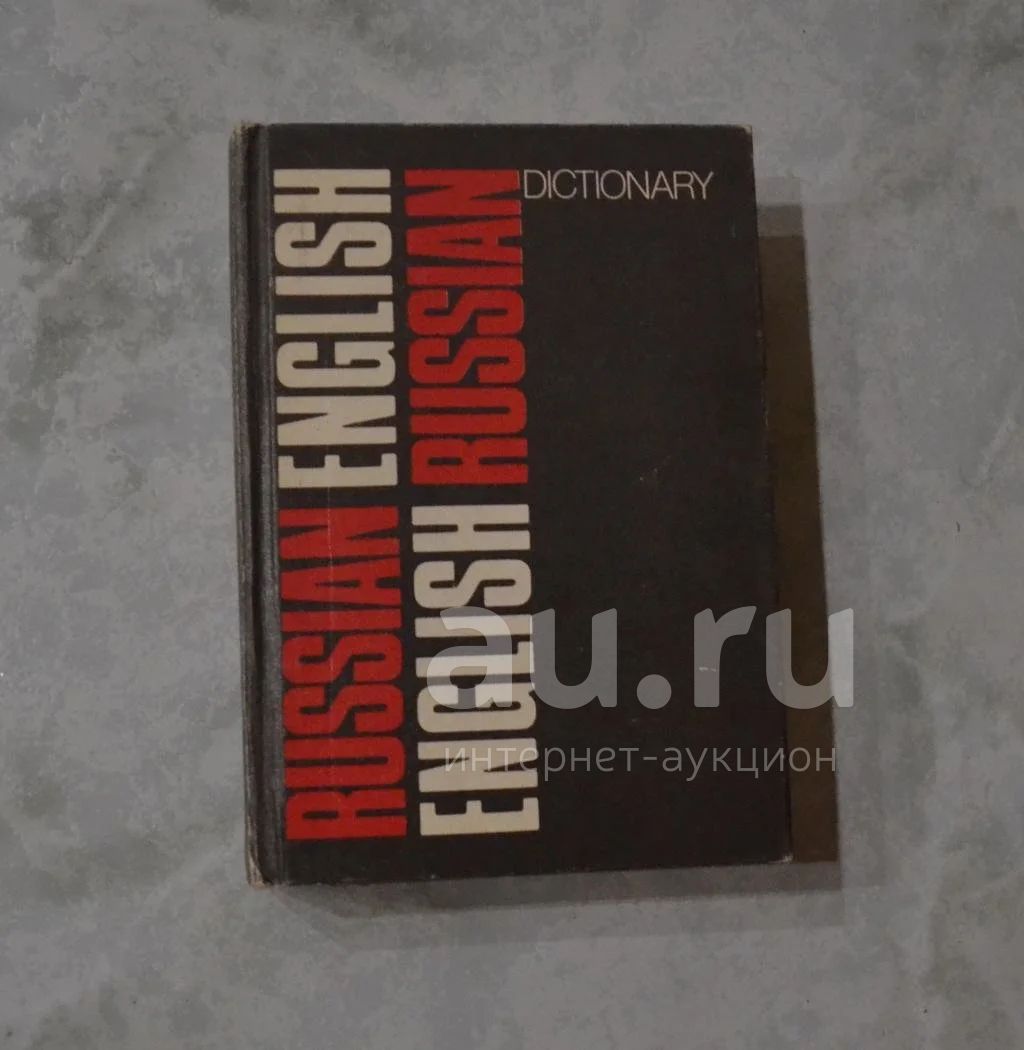 RUSSIAN ENGLISH
ENGLISH RUSSIAN
DICTIONARY
au.ru
интернет-аукцион